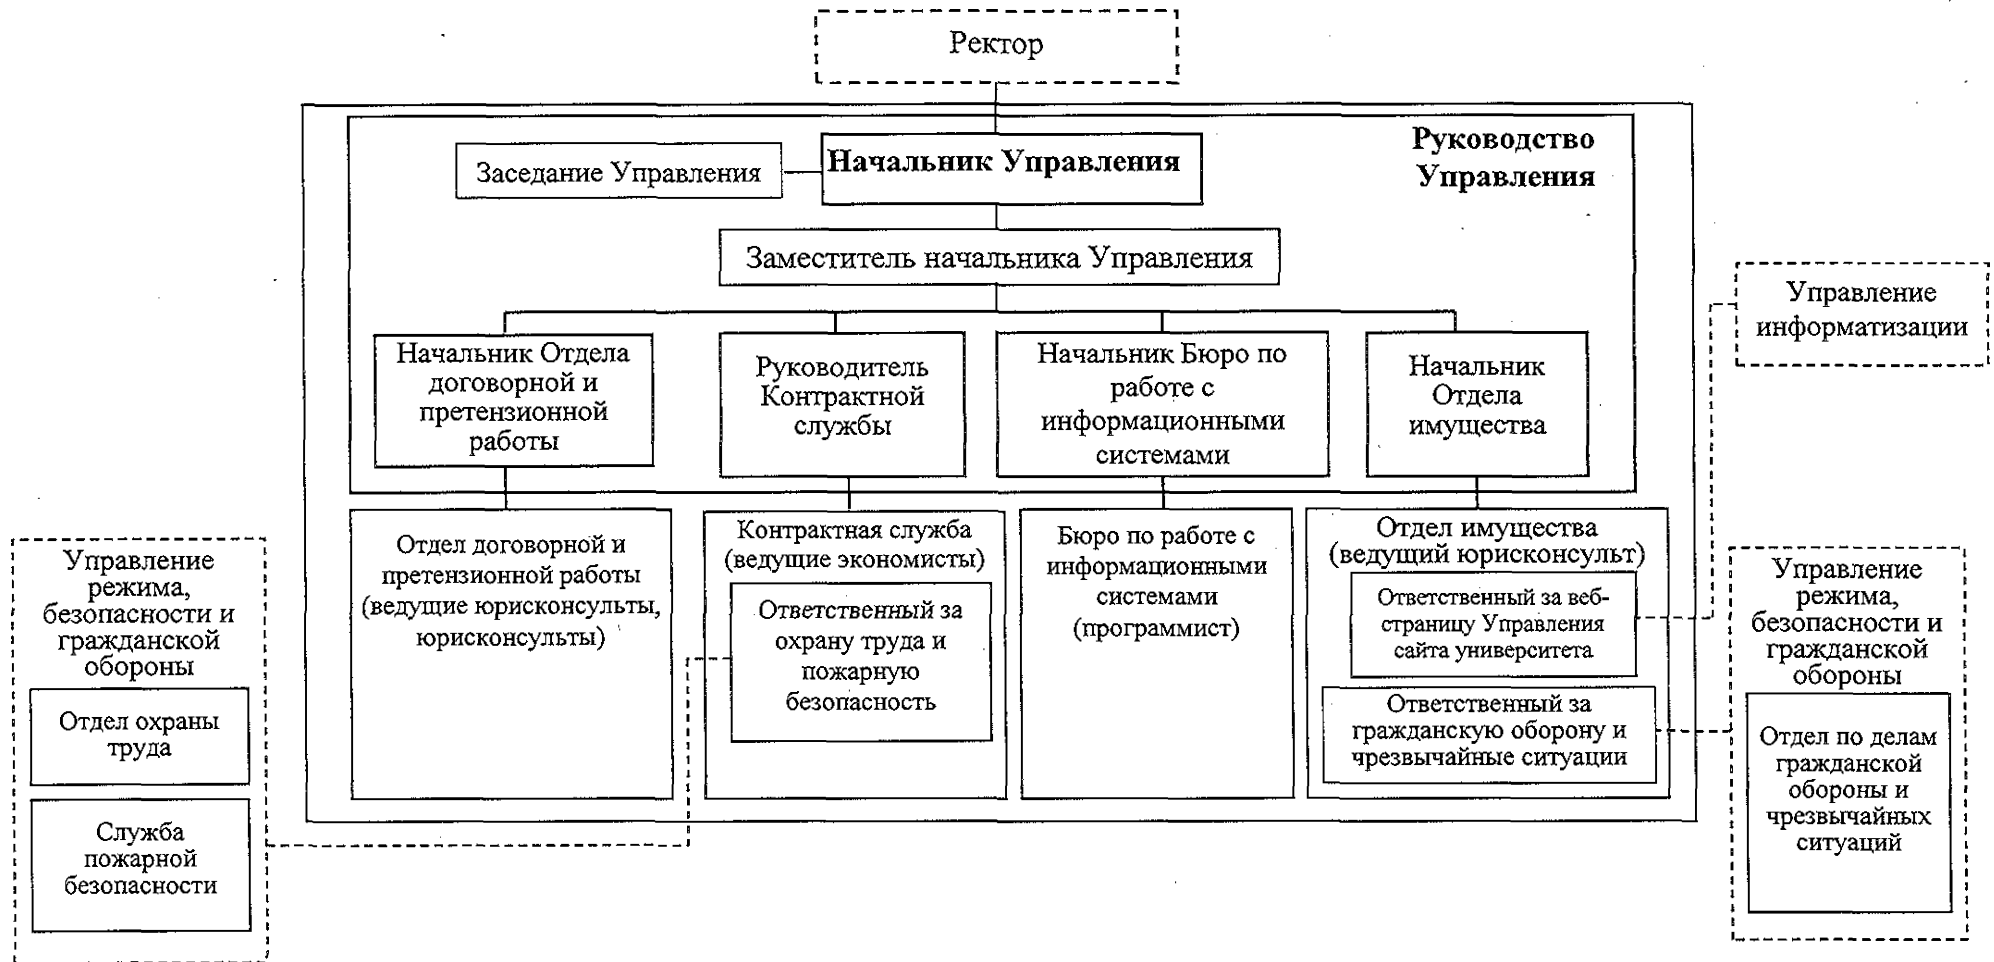 Ректор
Руководство
Управления
Начальник Управления
Заседание Управления
Заместитель начальника Управления
Управление
информатизации
Начальник Отдела
договорной и
претензионной
работы
Руководитель
Контрактной
службы
Начальник Бюро по
работе с
информационными
системами
Начальник
Отдела
имущества
Управление
режима,
безопасности и
гражданской
обороны
Отдел охраны
труда
Служба
пожарной
безопасности
Отдел договорной и
претензионной работы
(ведущие юрисконсульты,
юрисконсульты)
Контрактная служба
(ведущие экономисты)
Ответственный за
охрану труда и
пожарную
безопасность
Бюро по работе с
информационными
системами
(программист)
Отдел имущества
(ведущий юрисконсульт)
Ответственный за веб-
страницу Управления
сайта университета
Ответственный за
гражданскую оборону и
чрезвычайные ситуации
Управление
режима,
безопасности и
гражданской
обороны
Отдел по делам
гражданской
обороны и
чрезвычайных
ситуаций